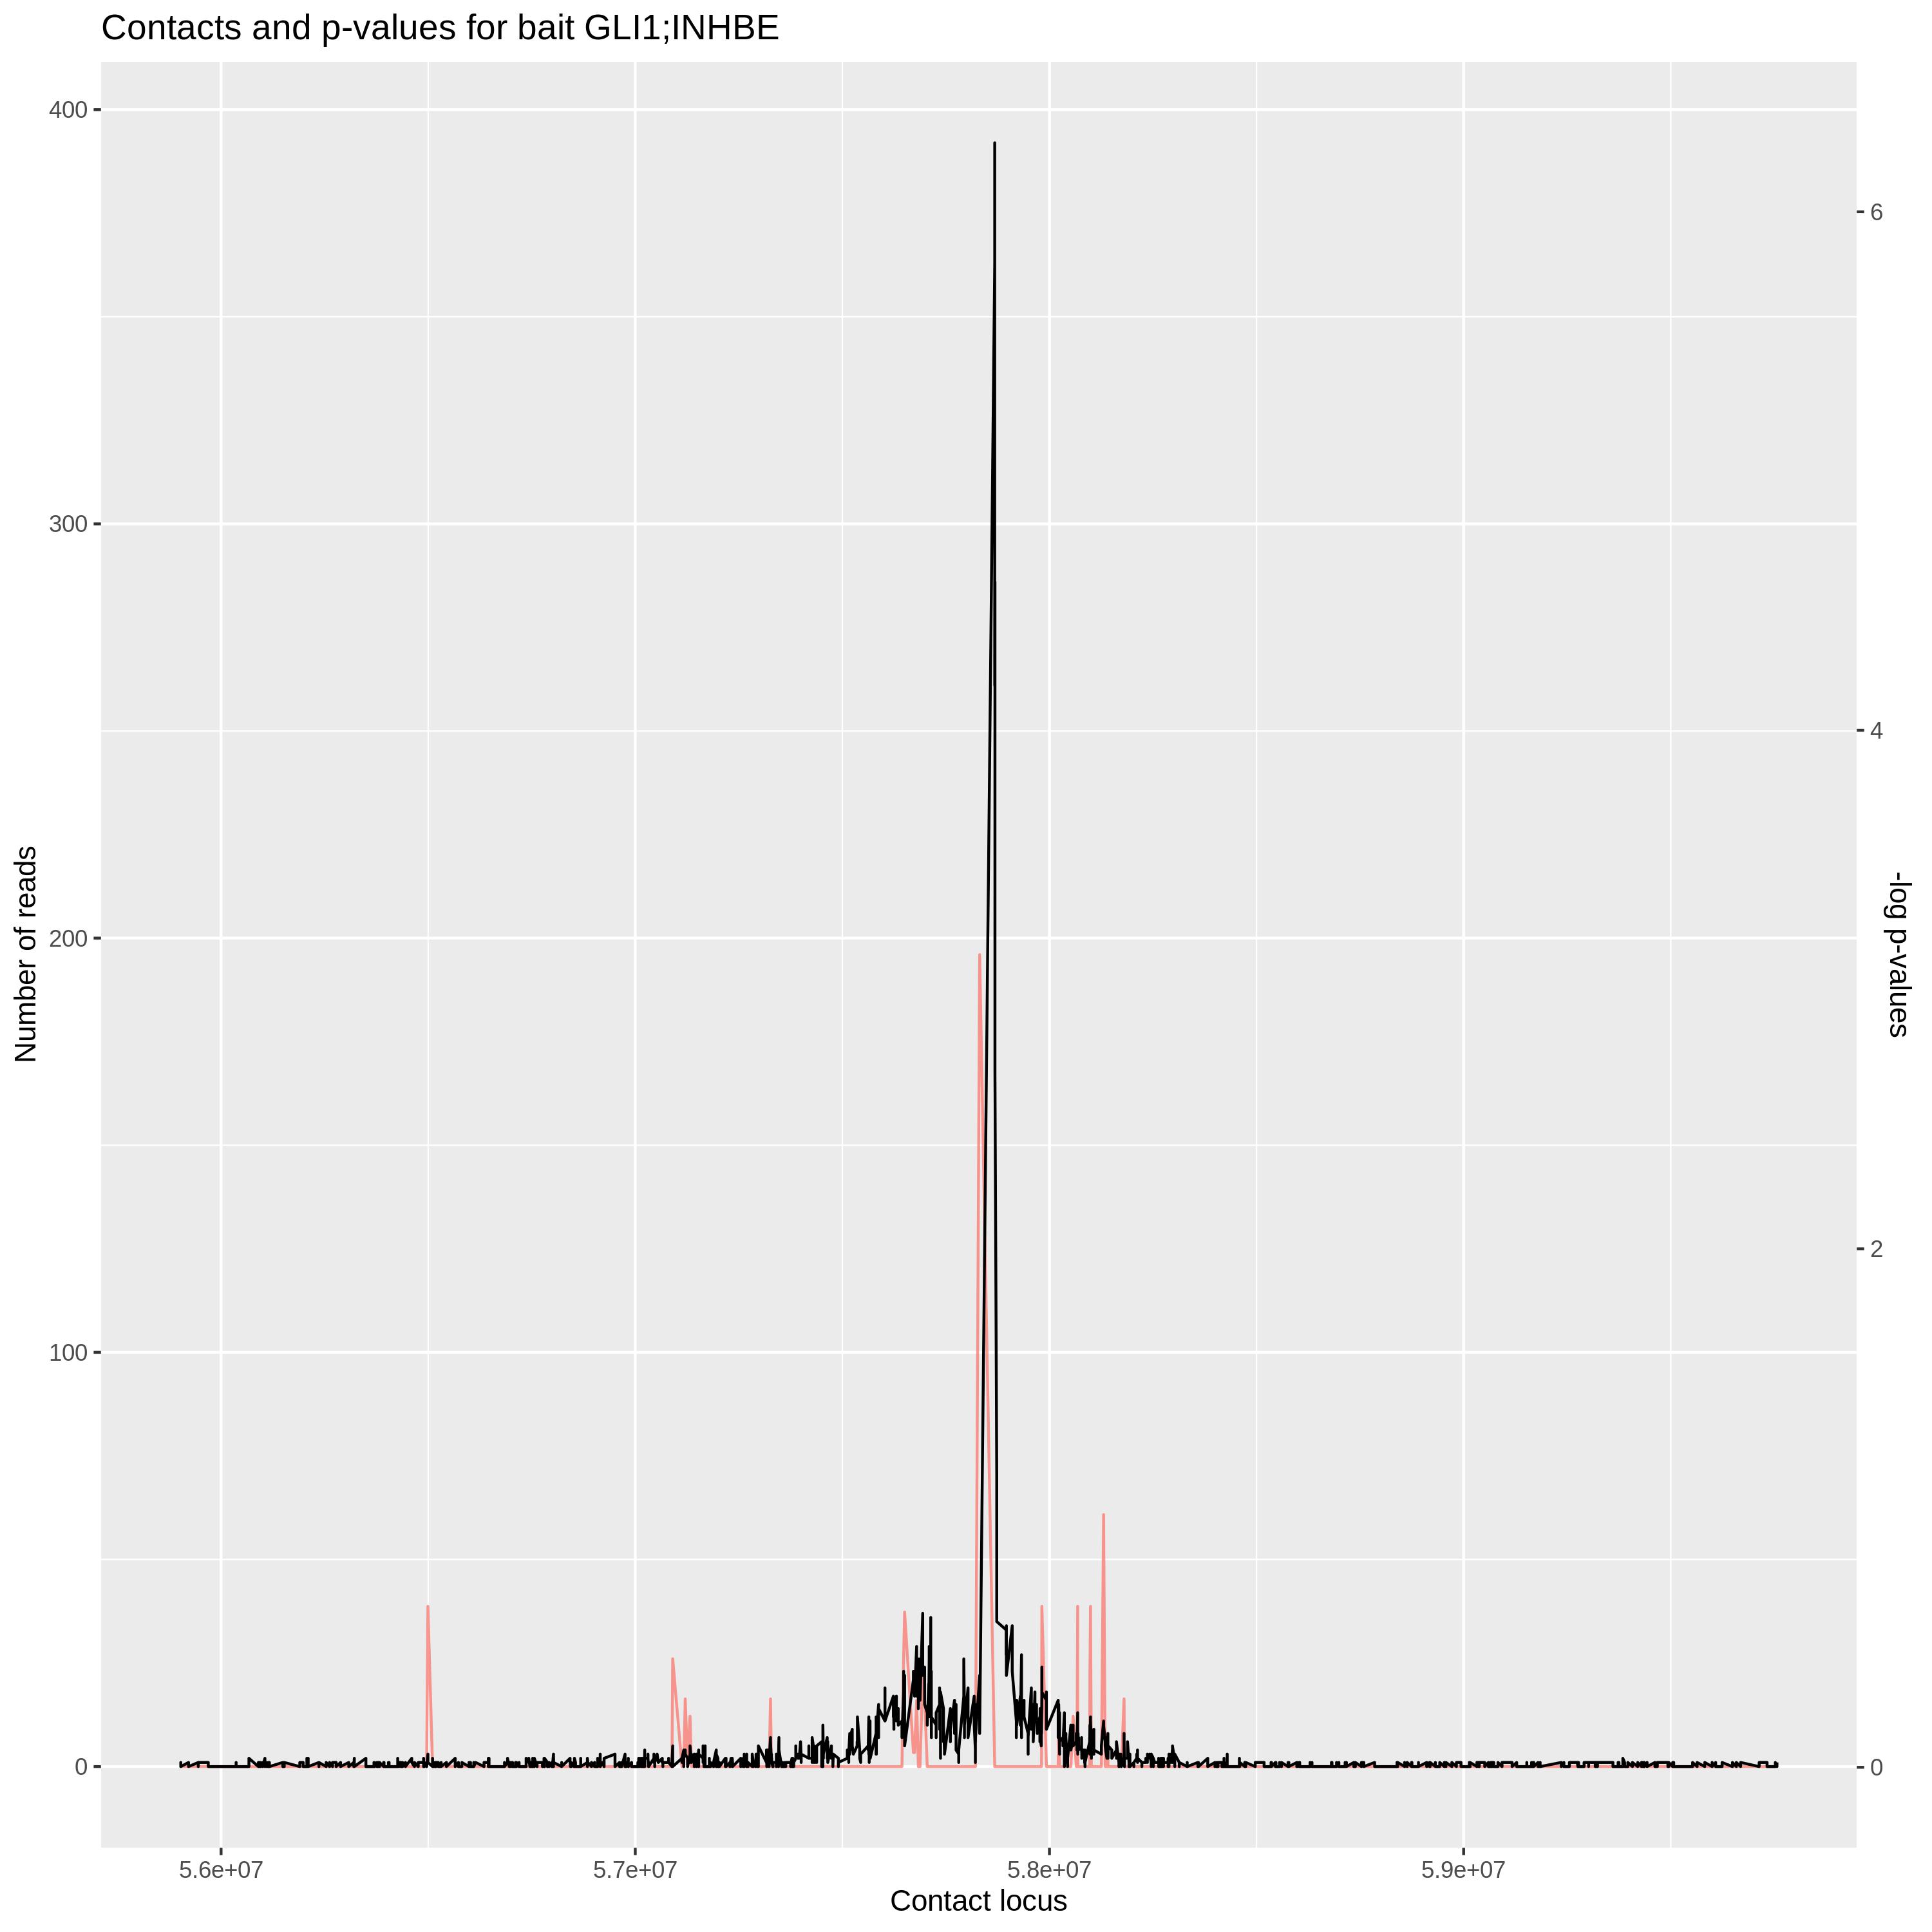 Contacts and p-values for bait GLI1;INHBE
400
300
200
100
0
Number of reads
6
4
2
0
-log p-values
5.6e+07
5.7e+07
5.8e+07
5.9e+07
Contact locus